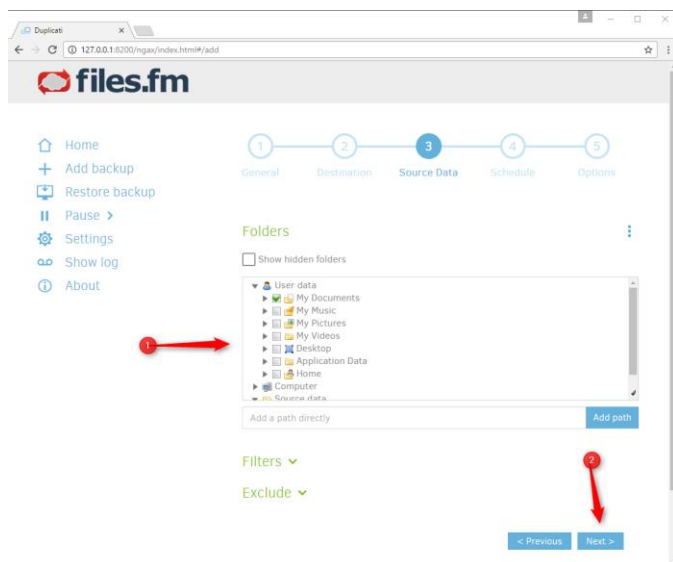 Duplicati
127.0.0.1:8200/ngax/index.html#/add
files.fm
Home
Add backup
Restore backup
Pause >
Settings
Show log
About
1 2 3 4 5
General Destination Source Data Schedule Options
Folders
Show hidden folders
User data
My Documents
My Music
My Pictures
My Videos
Desktop
Application Data
Home
Computer
Source data
Add a path directly
Add path
Filters
Exclude
1
2
< Previous
Next >